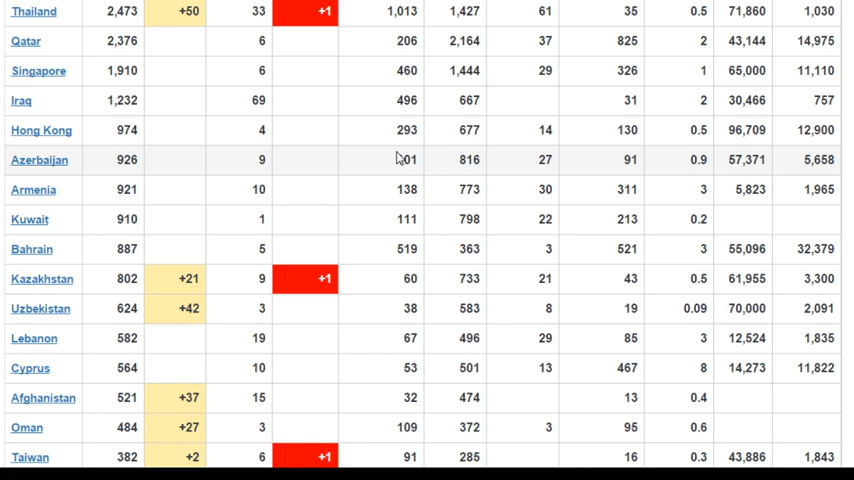 Thailand 2,473 +50 33 +1 1,013 1,427 61 35 0.5 71,860 1,030
Qatar 2,376 6 206 2,164 37 825 2 43,144 14,975
Singapore 1,910 6 460 1,444 29 326 1 65,000 11,110
Iraq 1,232 69 496 667 31 2 30,466 757
Hong Kong 974 4 293 677 14 130 0.5 96,709 12,900
Azerbaijan 926 9 01 816 27 91 0.9 57,371 5,658
Armenia 921 10 138 773 30 311 3 5,823 1,965
Kuwait 910 1 111 798 22 213 0.2
Bahrain 887 5 519 363 3 521 3 55,096 32,379
Kazakhstan 802 +21 9 +1 60 733 21 43 0.5 61,955 3,300
Uzbekistan 624 +42 3 38 583 8 19 0.09 70,000 2,091
Lebanon 582 19 67 496 29 85 3 12,524 1,835
Cyprus 564 10 53 501 13 467 8 14,273 11,822
Afghanistan 521 +37 15 32 474 13 0.4
Oman 484 +27 3 109 372 3 95 0.6
Taiwan 382 +2 6 +1 91 285 16 0.3 43,886 1,843